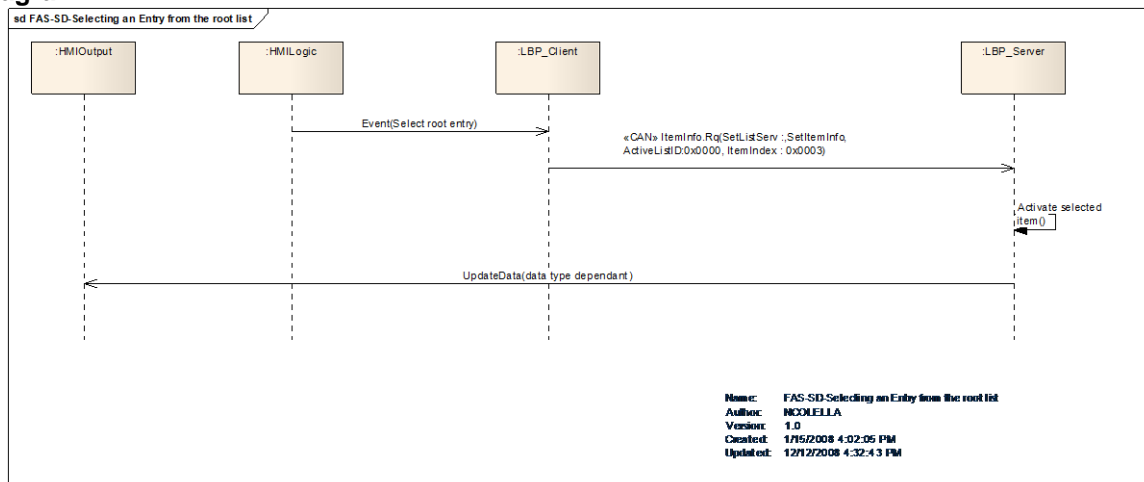 agra
sd FAS-SD-Selecting an Entry from the root list
:HMIOutput
:HMILogic
:LBP_Client
:LBP_Server
Event(Select root entry)
«CAN» ItemInfo.Rq(SetListServ :,SetItemInfo,
ActiveListID:0x0000, ItemIndex : 0x0003)
Activate selected
item()
UpdateData(data type dependant )
Name: FAS-SD-Selecting an Entry from the root list
Author: NCOLELLA
Version: 1.0
Created: 1/15/2008 4:02:05 PM
Updated: 12/12/2008 4:32:43 PM